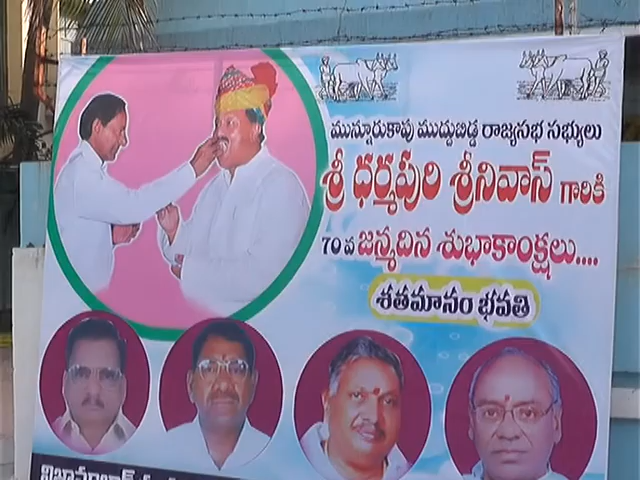 మున్నూరుకాపు ముద్దుబిడ్డ రాజ్యసభ సభ్యులు
శ్రీ ధర్మపురి శ్రీనివాస్ గారికి
70 వ జన్మదిన శుభాకాంక్షలు....
శతమానం భవతి